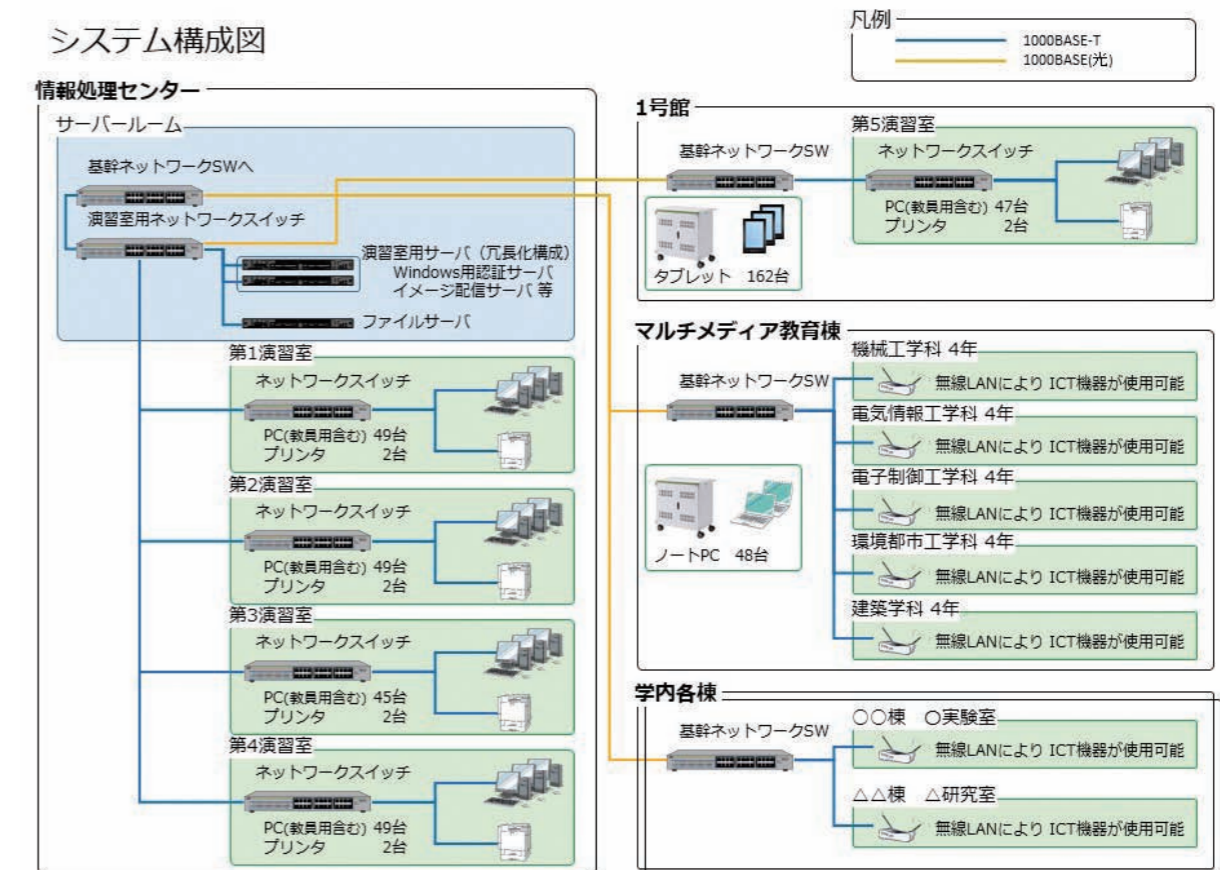 システム構成図
凡例
1000BASE-T
1000BASE(光)
情報処理センター
サーバールーム
基幹ネットワークSWへ
演習室用ネットワークスイッチ
演習室用サーバ（冗長化構成）
Windows用認証サーバ
イメージ配信サーバ 等
ファイルサーバ
第1演習室
ネットワークスイッチ
PC(教員用含む) 49台
プリンタ 2台
第2演習室
ネットワークスイッチ
PC(教員用含む) 49台
プリンタ 2台
第3演習室
ネットワークスイッチ
PC(教員用含む) 45台
プリンタ 2台
第4演習室
ネットワークスイッチ
PC(教員用含む) 49台
プリンタ 2台
1号館
基幹ネットワークSW
タブレット 162台
第5演習室
ネットワークスイッチ
PC(教員用含む) 47台
プリンタ 2台
マルチメディア教育棟
基幹ネットワークSW
ノートPC 48台
機械工学科 4年
無線LANにより ICT機器が使用可能
電気情報工学科 4年
無線LANにより ICT機器が使用可能
電子制御工学科 4年
無線LANにより ICT機器が使用可能
環境都市工学科 4年
無線LANにより ICT機器が使用可能
建築学科 4年
無線LANにより ICT機器が使用可能
学内各棟
基幹ネットワークSW
○○棟 ○実験室
無線LANにより ICT機器が使用可能
△△棟 △研究室
無線LANにより ICT機器が使用可能